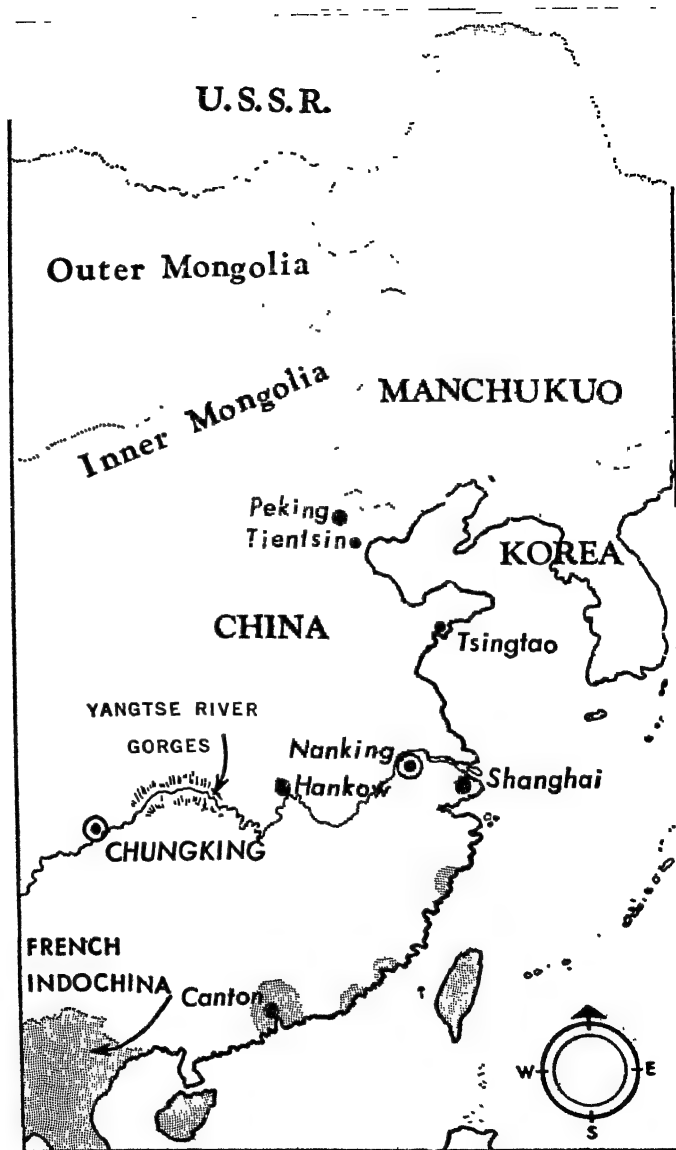 U.S.S.R.
Outer Mongolia
Inner Mongolia
MANCHUKUO
Peking
Tientsin
KOREA
CHINA
Tsingtao
YANGTSE RIVER
GORGES
Nanking
Hankow
Shanghai
CHUNGKING
FRENCH
INDOCHINA
Canton
W
E
S